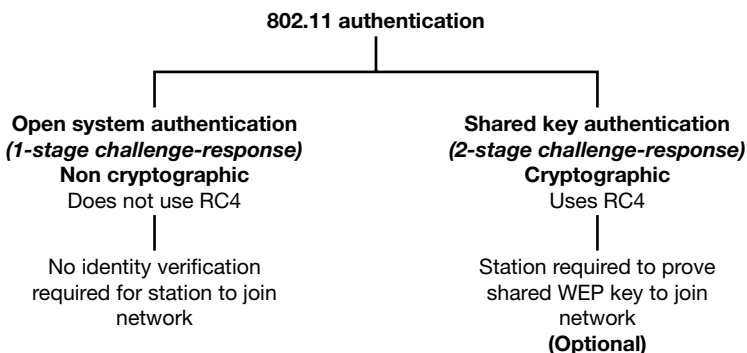 802.11 authentication
Open system authentication
(1-stage challenge-response)
Non cryptographic
Does not use RC4
No identity verification
required for station to join
network
Shared key authentication
(2-stage challenge-response)
Cryptographic
Uses RC4
Station required to prove
shared WEP key to join
network
(Optional)